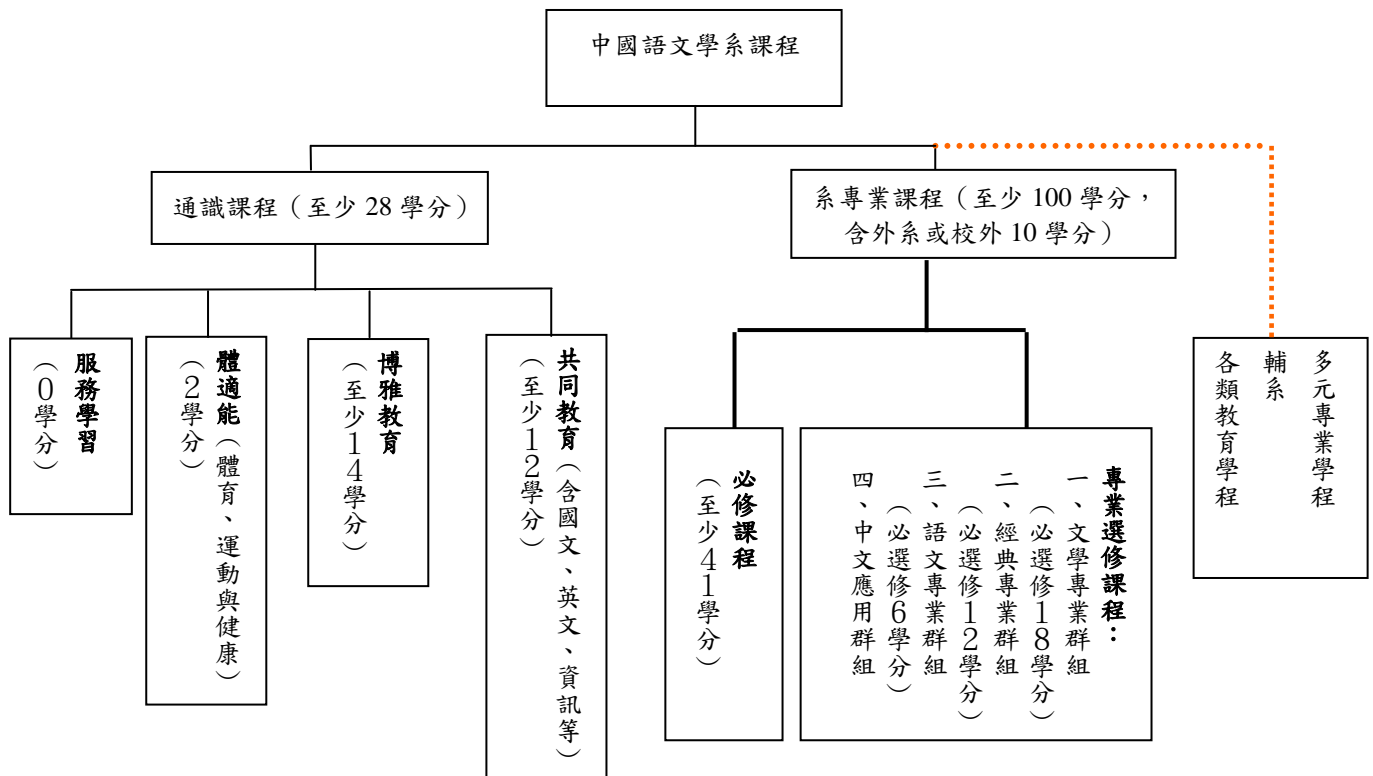 中國語文學系課程
通識課程（至少 28 學分）
系專業課程（至少 100 學分，
含外系或校外 10 學分）
服務學習
（0學分）
體適能（體育、運動與健康）
（2學分）
博雅教育
（至少14學分）
共同教育（含國文、英文、資訊等）
（至少12學分）
必修課程
（至少41學分）
專業選修課程：
一、文學專業群組
（必選修18學分）
二、經典專業群組
（必選修12學分）
三、語文專業群組
（必選修6學分）
四、中文應用群組
多元專業學程
輔系
各類教育學程